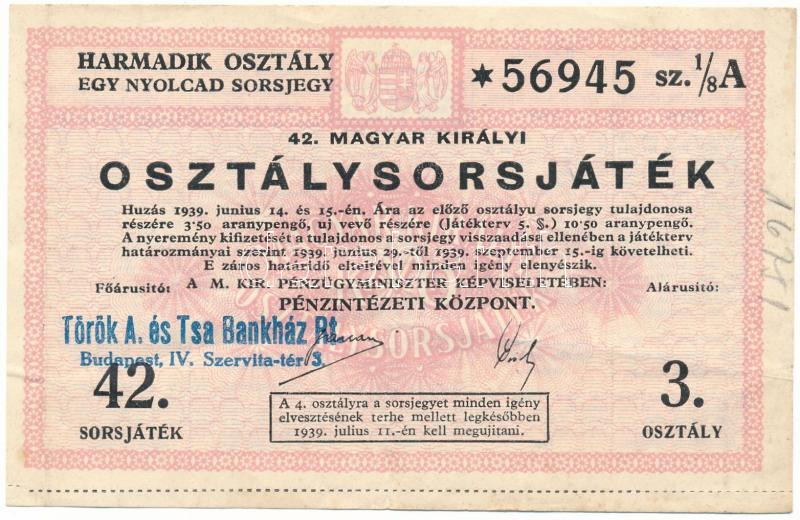 HARMADIK OSZTÁLY
EGY NYOLCAD SORSJEGY
✶56945 sz. 1/8 A
42. MAGYAR KIRÁLYI
OSZTÁLYSORSJÁTÉK
Huzás 1939. junius 14. és 15.-én. Ára az előző osztályu sorsjegy tulajdonosa
részére 3·50 aranypengő, uj vevő részére (Játékterv 5. §.) 10·50 aranypengő.
A nyeremény kifizetését a tulajdonos a sorsjegy visszaadása ellenében a játékterv
határozmányai szerint 1939. junius 29.-től 1939. szeptember 15.-ig követelheti.
E záros határidő elteltével minden igény elenyészik.
Főárusitó: A M. KIR. PÉNZÜGYMINISZTER KÉPVISELETÉBEN: Alárusitó:
PÉNZINTÉZETI KÖZPONT.
Török A. és Tsa Bankház Rt
Budapest, IV. Szervita-tér 3.
42.
SORSJÁTÉK
A 4. osztályra a sorsjegyet minden igény
elvesztésének terhe mellett legkésőbben
1939. julius 11.-én kell megujitani.
3.
OSZTÁLY
16751